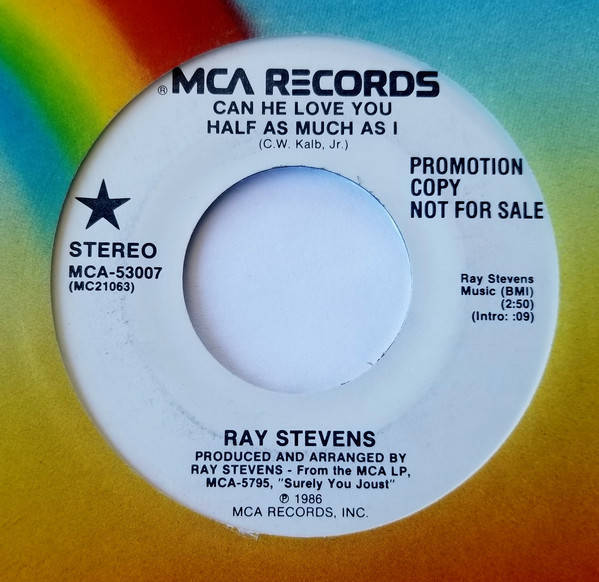 ® MCA RECORDS
CAN HE LOVE YOU
HALF AS MUCH AS I
(C.W. Kalb, Jr.)
PROMOTION
COPY
NOT FOR SALE
STEREO
MCA-53007
(MC21063)
Ray Stevens
Music (BMI)
(2:50)
(Intro: :09)
RAY STEVENS
PRODUCED AND ARRANGED BY
RAY STEVENS - From the MCA LP,
MCA-5795, "Surely You Joust"
℗ 1986
MCA RECORDS, INC.